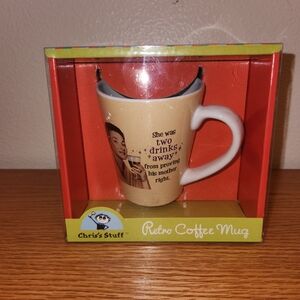 She was
two
drinks
"away"
from proving
his mother
right.
Chris's Stuff
Retro Coffee Mug